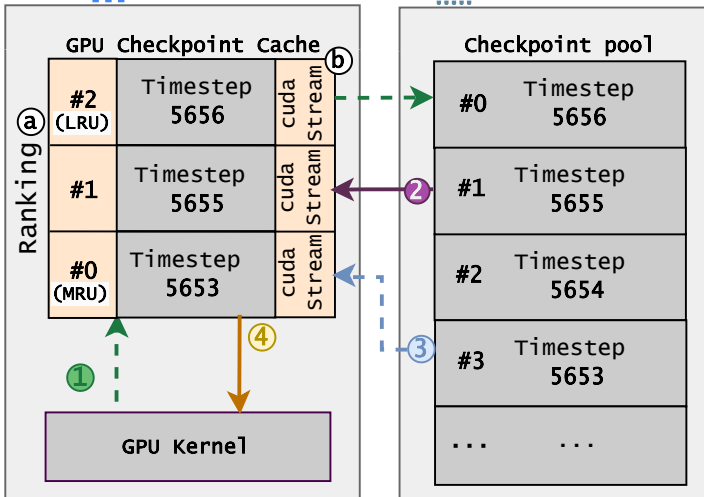 GPU Checkpoint Cache
b
a
Ranking
#2
(LRU)
Timestep
5656
cuda
Stream
#1
Timestep
5655
cuda
Stream
#0
(MRU)
Timestep
5653
cuda
Stream
1
4
GPU Kernel
2
3
Checkpoint pool
#0
Timestep
5656
#1
Timestep
5655
#2
Timestep
5654
#3
Timestep
5653
...
...